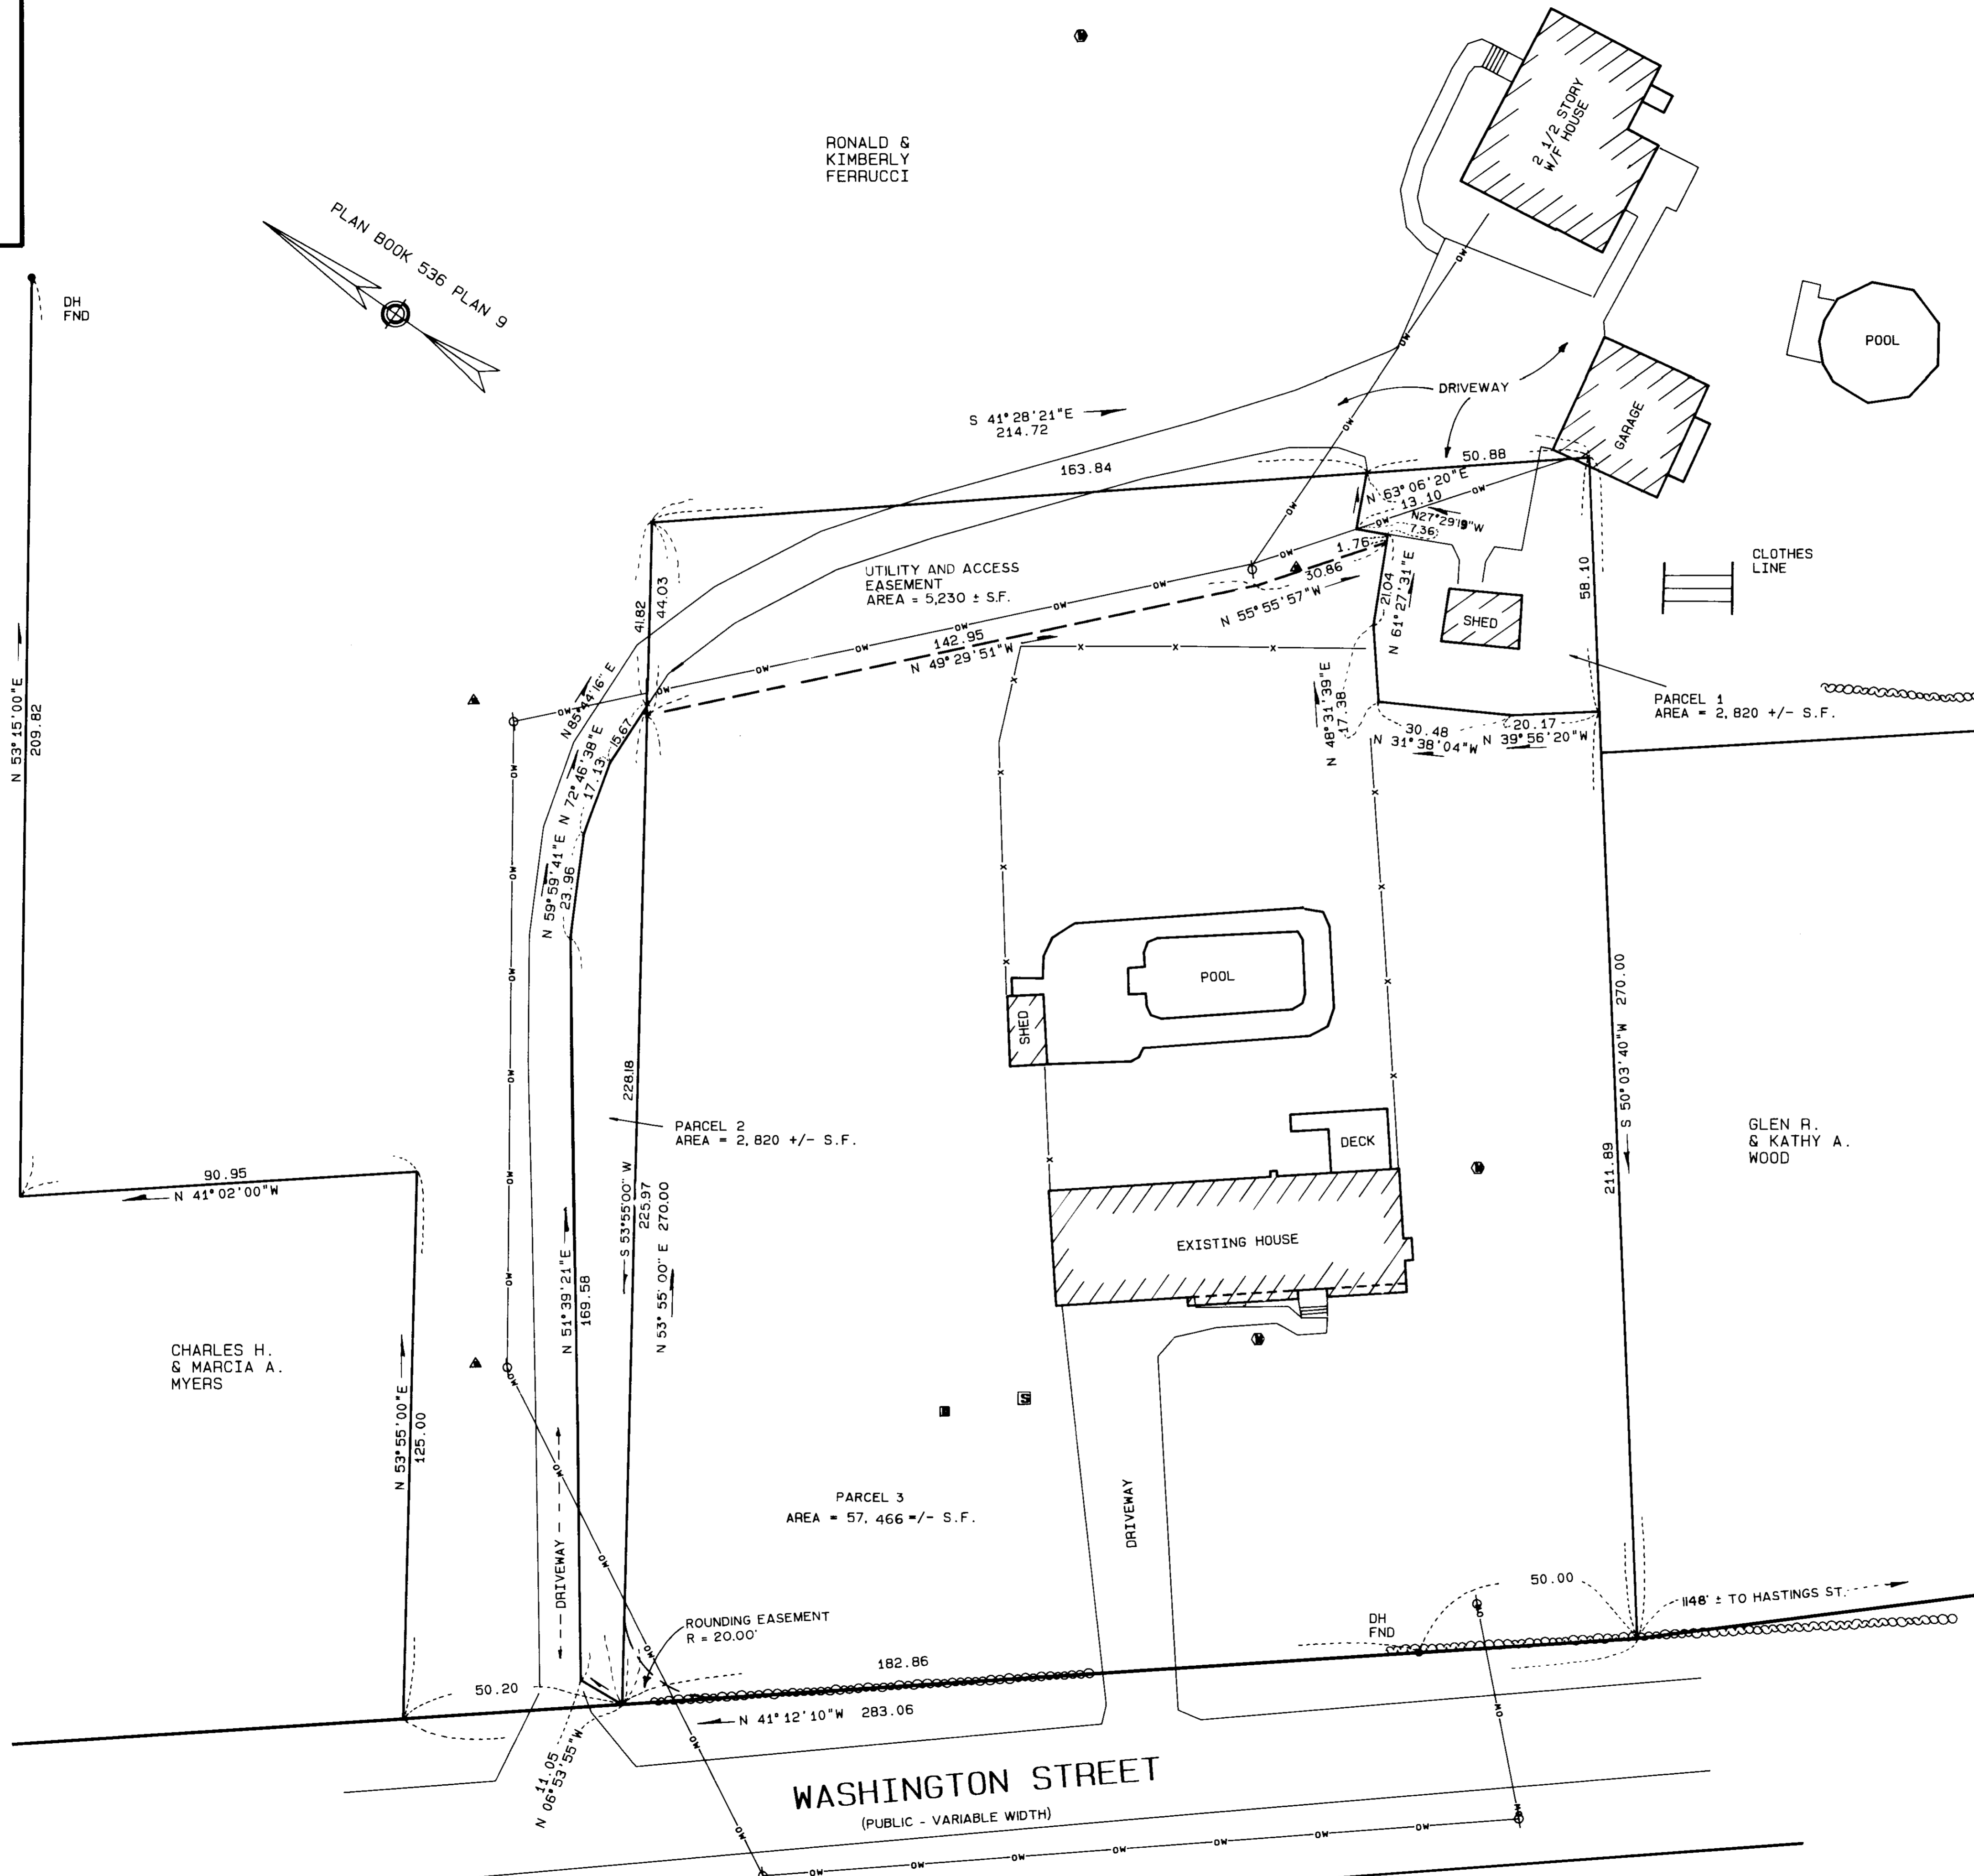 RONALD &
KIMBERLY
FERRUCCI
2 1/2 STORY
W/F HOUSE
PLAN BOOK 536 PLAN 9
DH
FND
POOL
DRIVEWAY
GARAGE
S 41°28'21"E
214.72
163.84
50.88
N 63°06'20"E
13.10
N27°29'19"W
7.36
1.76
30.86
N 55°55'57"W
21.04
N 61°27'31"E
UTILITY AND ACCESS
EASEMENT
AREA = 5,230 ± S.F.
41.82
44.03
142.95
N 49°29'51"W
SHED
58.10
CLOTHES
LINE
PARCEL 1
AREA = 2,820 +/- S.F.
N 48°31'39"E
17.38
30.48
N 31°38'04"W
20.17
N 39°56'20"W
N 53°15'00"E
209.82
N85°44'16" E
15.67
N 72°46'38"E
17.13
N 59°59'41"E
23.96
POOL
SHED
S 50°03'40"W 270.00
211.89
228.18
PARCEL 2
AREA = 2,820 +/- S.F.
DECK
GLEN R.
& KATHY A.
WOOD
90.95
N 41°02'00"W
S 53°55'00" W
225.97
N 53°55'00" E 270.00
N 51°39'21"E
169.58
EXISTING HOUSE
CHARLES H.
& MARCIA A.
MYERS
N 53°55'00"E
125.00
S
PARCEL 3
AREA = 57,466 =/- S.F.
DRIVEWAY
DRIVEWAY
ROUNDING EASEMENT
R = 20.00'
DH
FND
50.00
1148' ± TO HASTINGS ST.
50.20
182.86
N 41°12'10"W 283.06
11.05
N 06°53'55"W
WASHINGTON STREET
(PUBLIC - VARIABLE WIDTH)